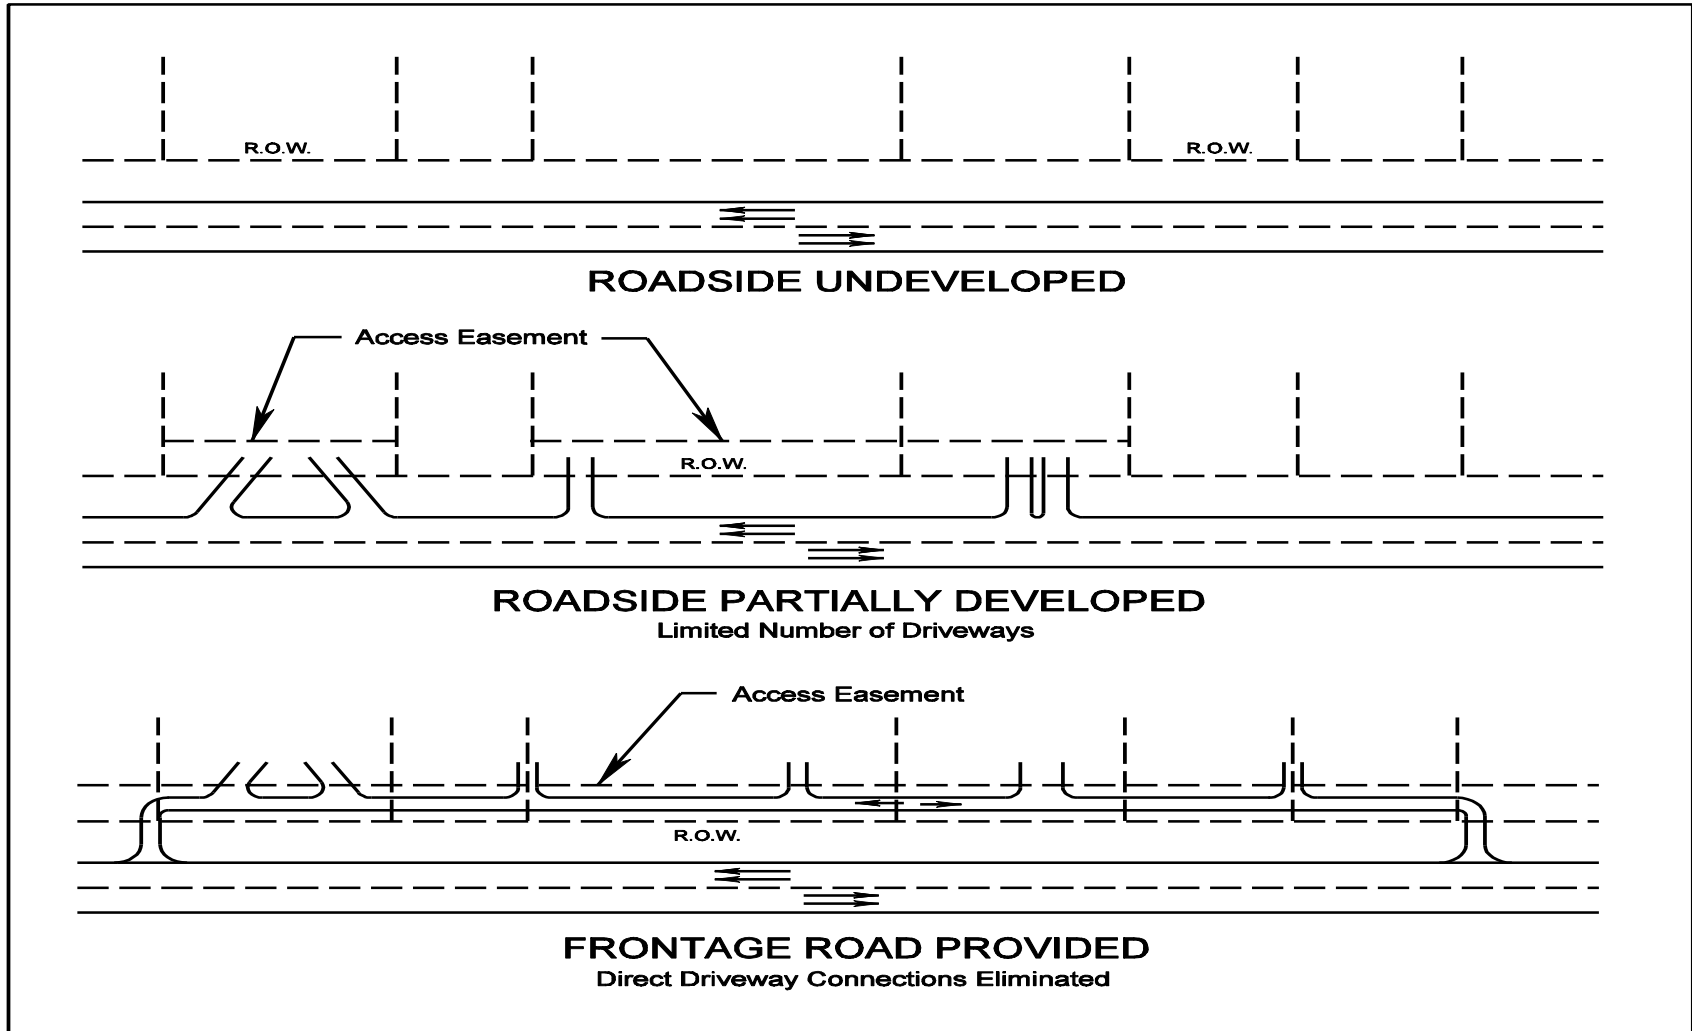 R.O.W.
R.O.W.
ROADSIDE UNDEVELOPED
Access Easement
R.O.W.
ROADSIDE PARTIALLY DEVELOPED
Limited Number of Driveways
Access Easement
R.O.W.
FRONTAGE ROAD PROVIDED
Direct Driveway Connections Eliminated